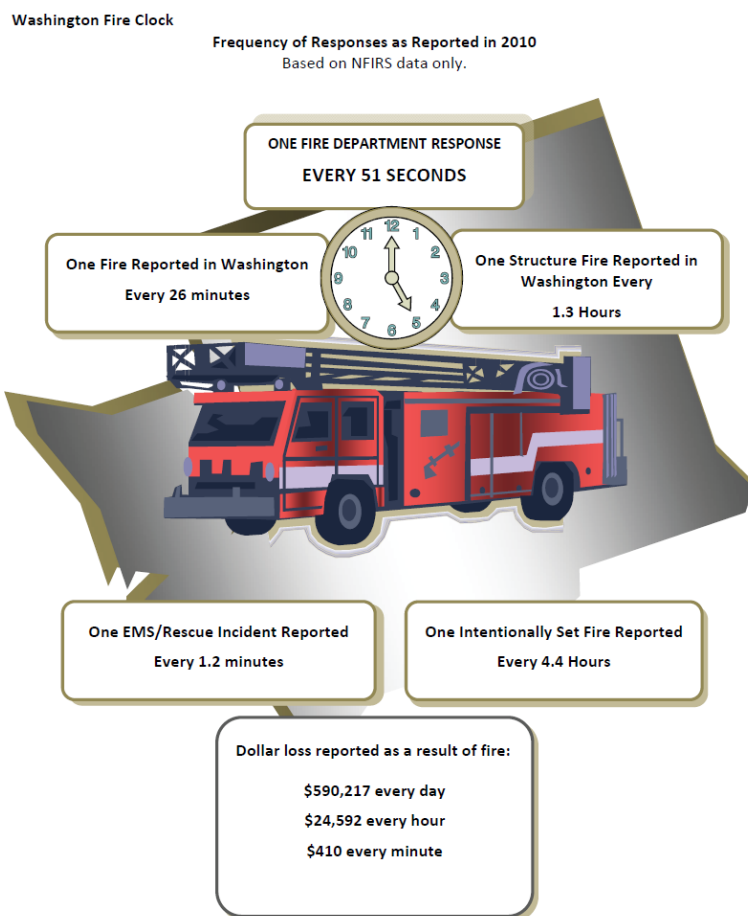 Washington Fire Clock
Frequency of Responses as Reported in 2010
Based on NFIRS data only.
ONE FIRE DEPARTMENT RESPONSE
EVERY 51 SECONDS
One Fire Reported in Washington
Every 26 minutes
12
1
2
3
4
5
6
7
8
9
10
11
One Structure Fire Reported in
Washington Every
1.3 Hours
One EMS/Rescue Incident Reported
Every 1.2 minutes
One Intentionally Set Fire Reported
Every 4.4 Hours
Dollar loss reported as a result of fire:
$590,217 every day
$24,592 every hour
$410 every minute